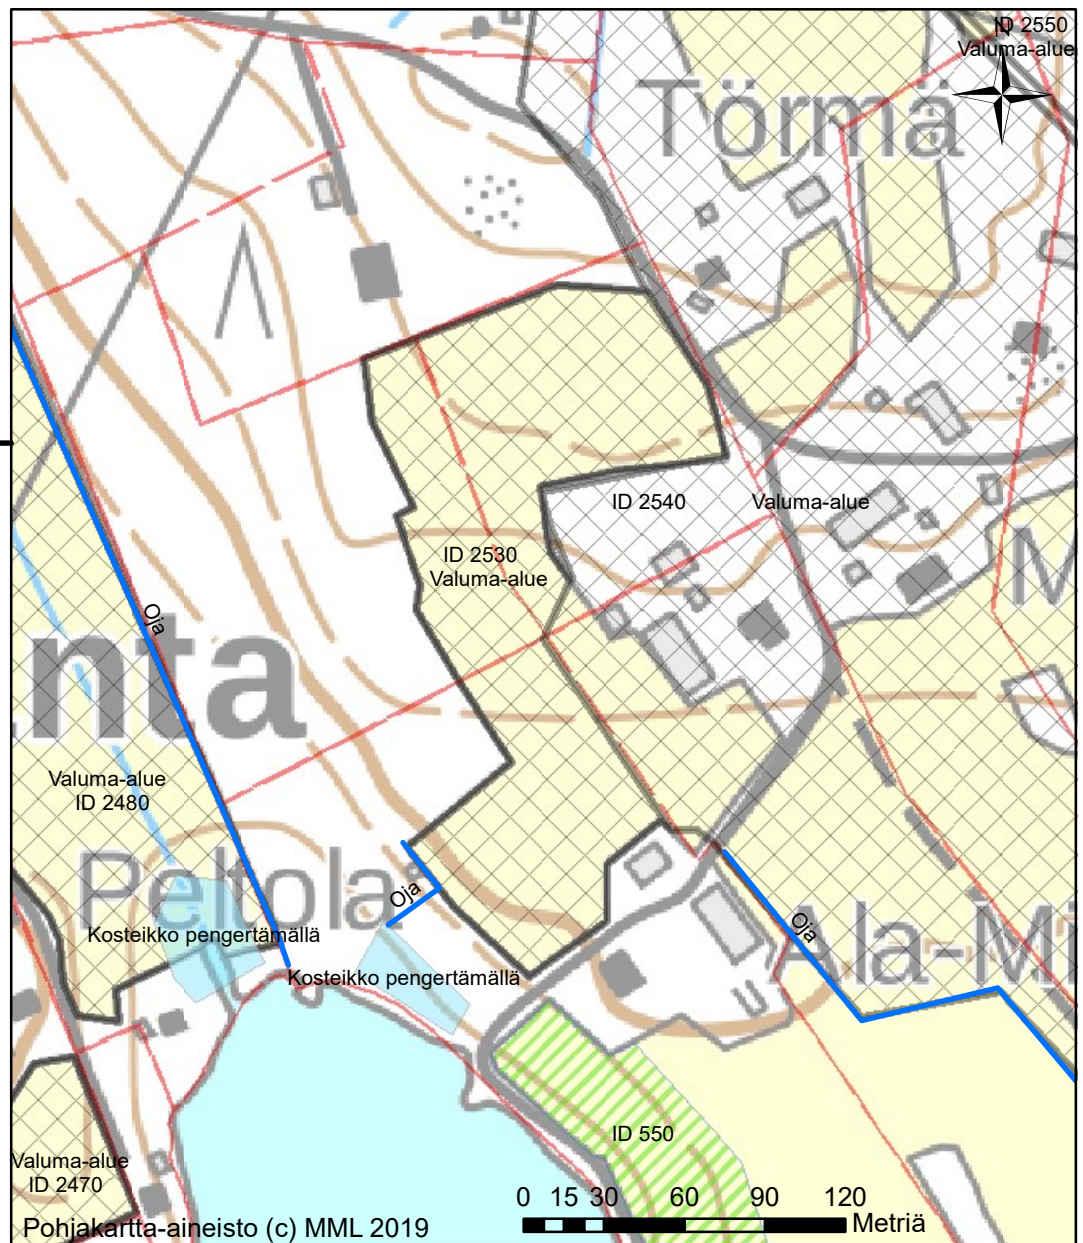 ID 2550
Valuma-alue
N
Törmä
ID 2540
Valuma-alue
ID 2530
Valuma-alue
M
Oja
anta
Valuma-alue
ID 2480
Peltola
Oja
Oja
Kosteikko pengertämällä
Ala-Mi
Kosteikko pengertämällä
ID 550
Valuma-alue
ID 2470
0 15 30 60 90 120
Metriä
Pohjakartta-aineisto (c) MML 2019